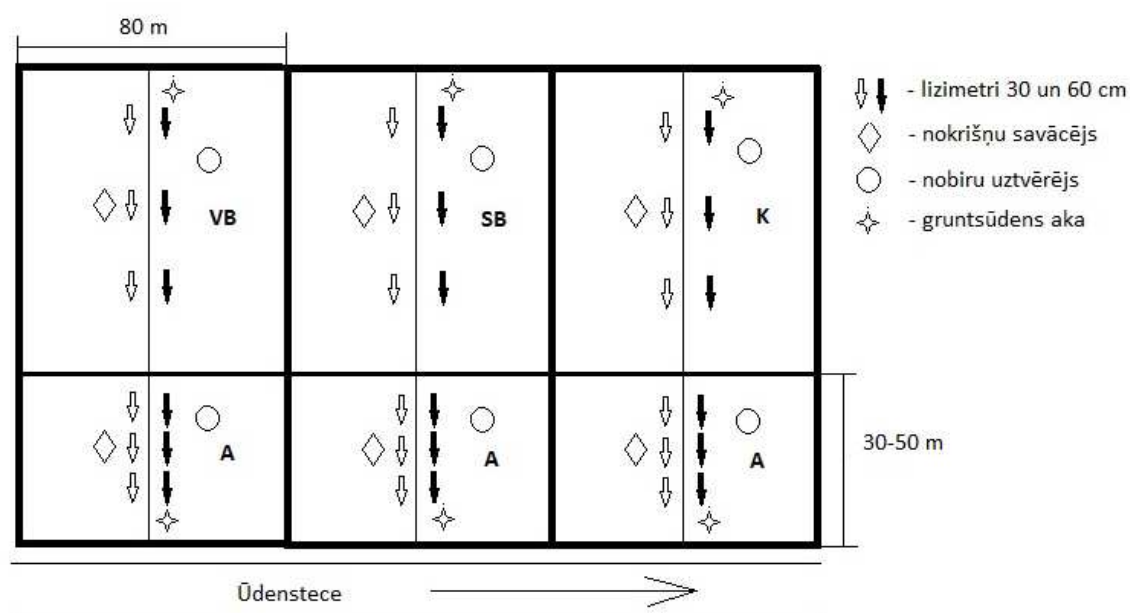 80 m
- lizimetri 30 un 60 cm
- nokrišņu savācējs
- nobiru uztvērējs
- gruntsūdens aka
VB
SB
K
A
A
A
30-50 m
Ūdenstece